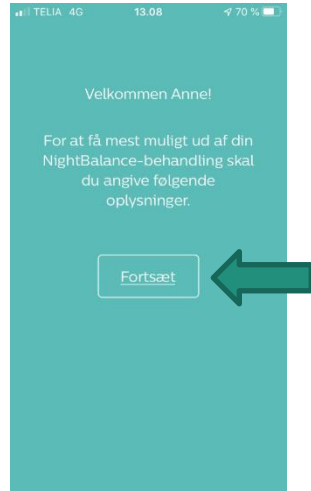 TELIA 4G 13.08 70 %
Velkommen Anne!
For at få mest muligt ud af din
NightBalance-behandling skal
du angive følgende
oplysninger.
Fortsæt